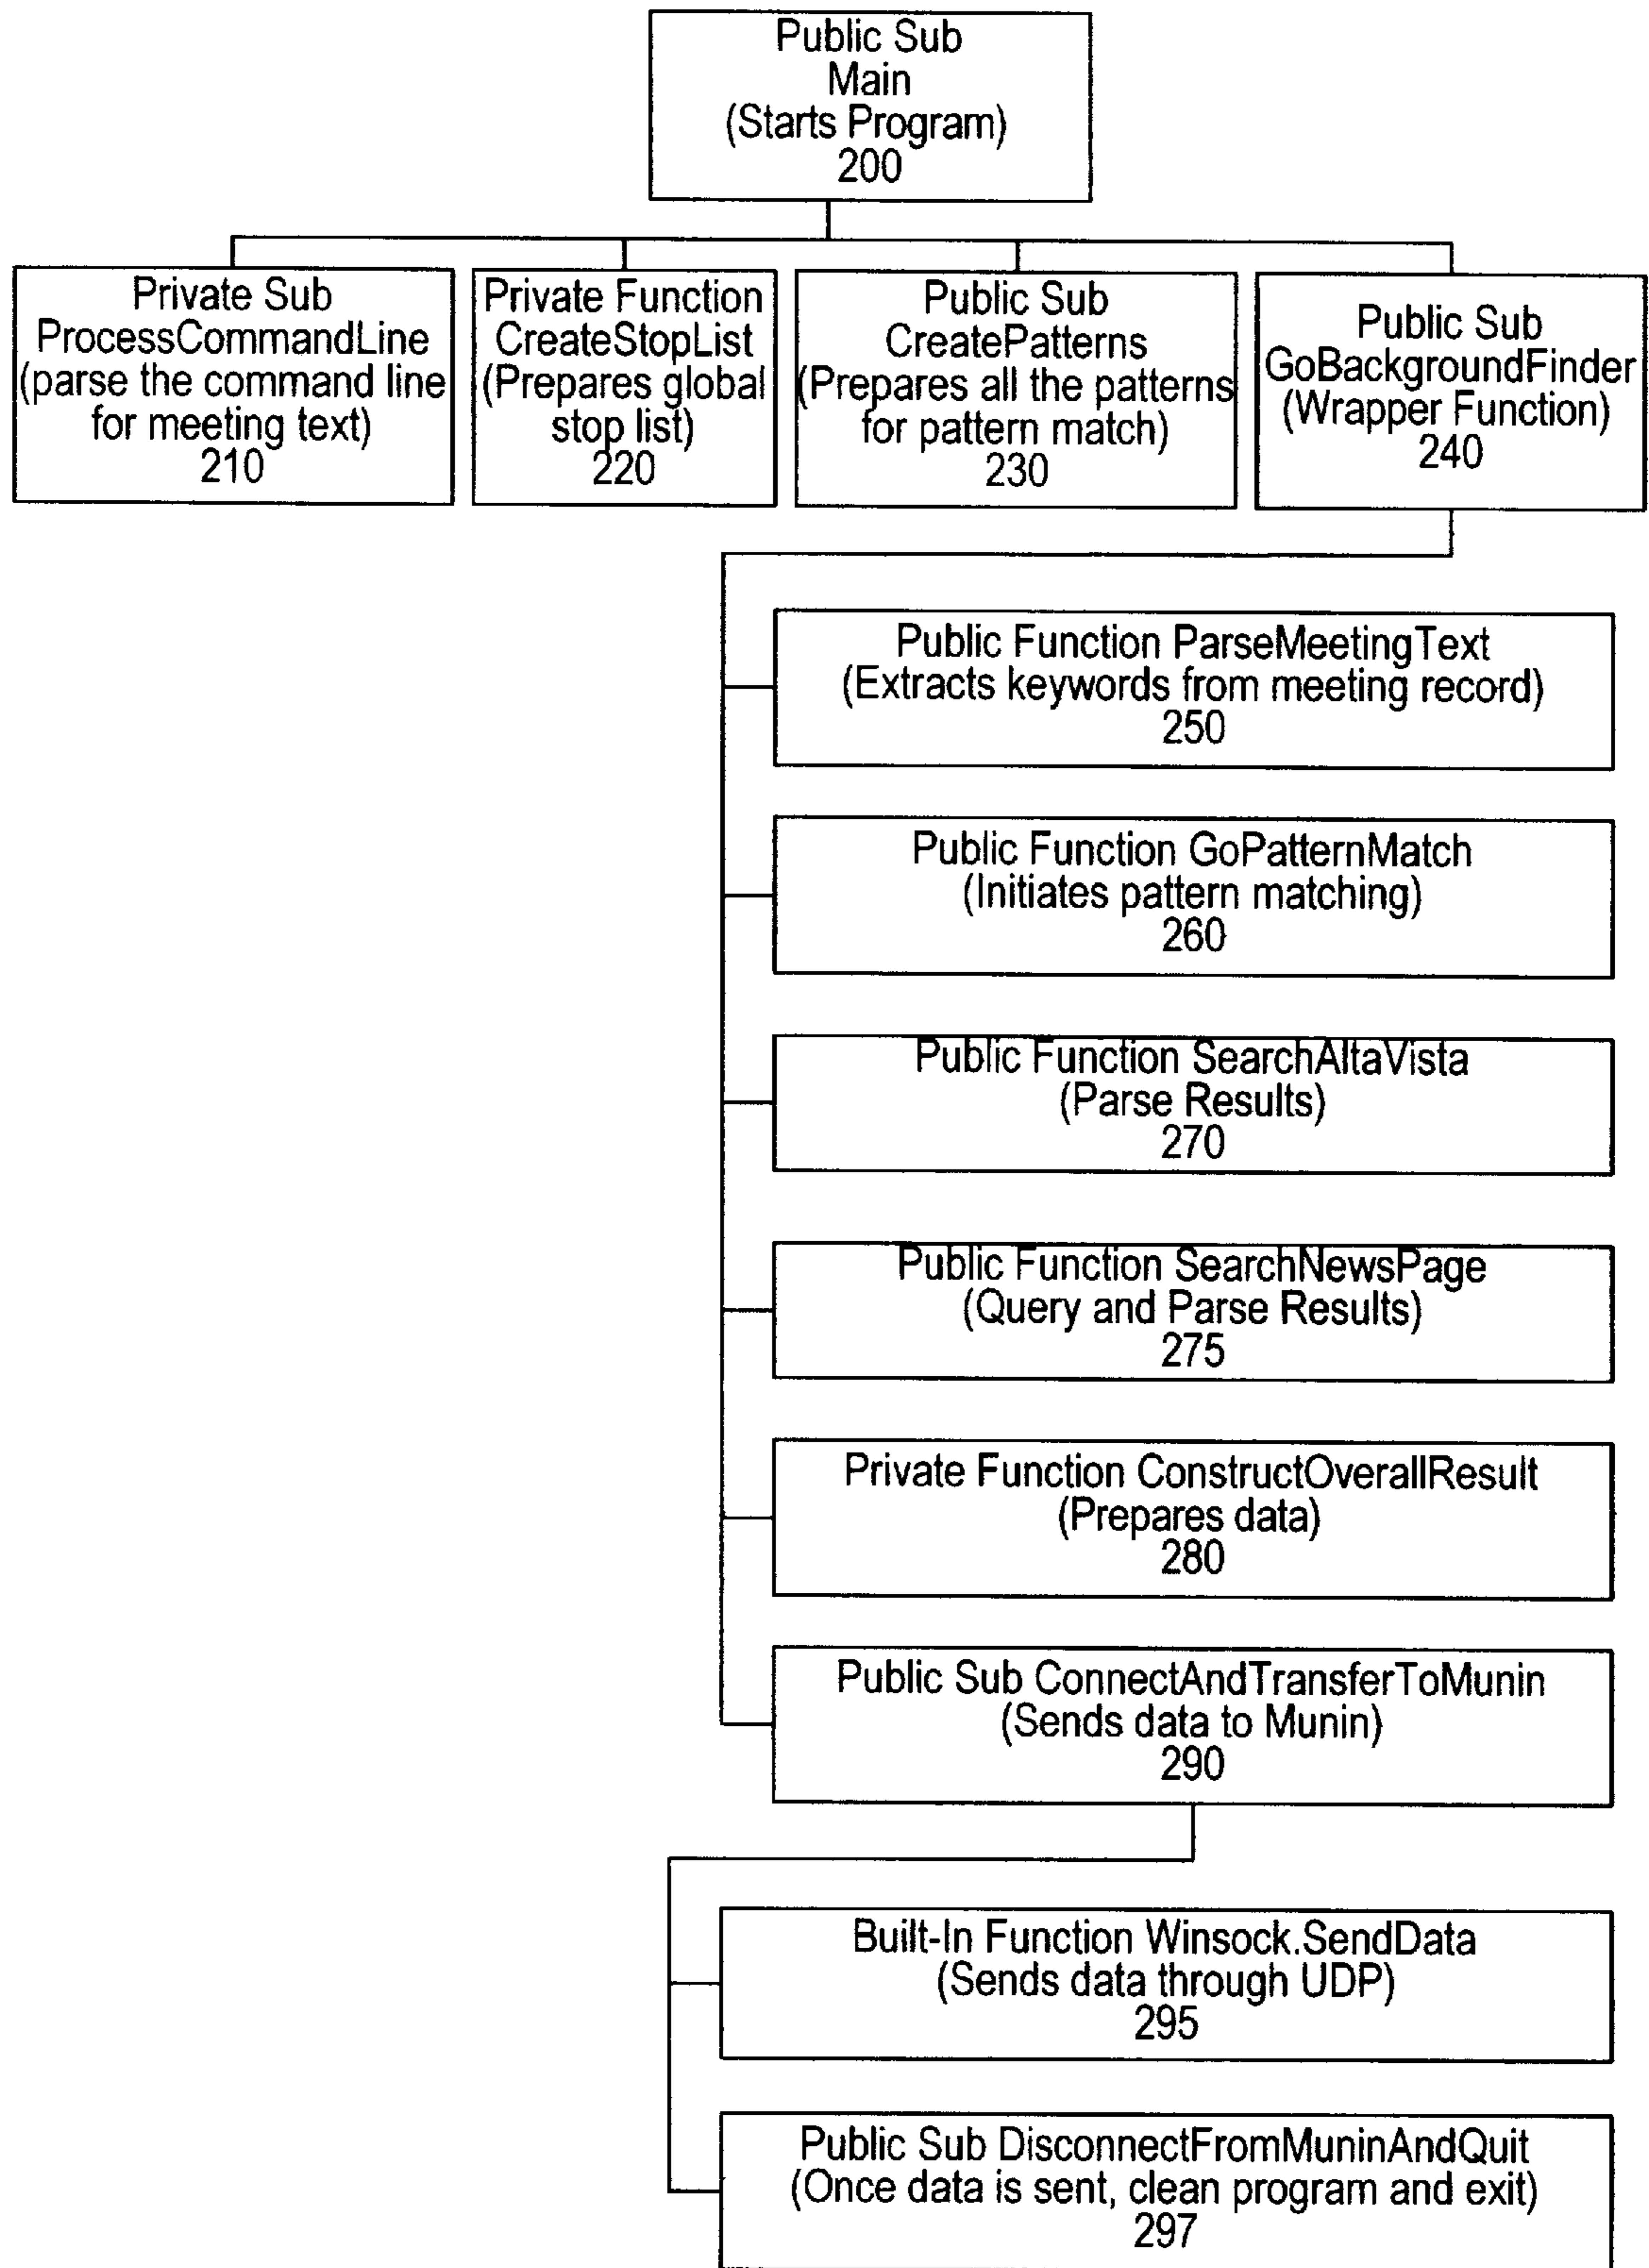 Public Sub
Main
(Starts Program)
200
Private Sub
ProcessCommandLine
(parse the command line
for meeting text)
210
Private Function
CreateStopList
(Prepares global
stop list)
220
Public Sub
CreatePatterns
(Prepares all the patterns
for pattern match)
230
Public Sub
GoBackgroundFinder
(Wrapper Function)
240
Public Function ParseMeetingText
(Extracts keywords from meeting record)
250
Public Function GoPatternMatch
(Initiates pattern matching)
260
Public Function SearchAltaVista
(Parse Results)
270
Public Function SearchNewsPage
(Query and Parse Results)
275
Private Function ConstructOverallResult
(Prepares data)
280
Public Sub ConnectAndTransferToMunin
(Sends data to Munin)
290
Built-In Function Winsock.SendData
(Sends data through UDP)
295
Public Sub DisconnectFromMuninAndQuit
(Once data is sent, clean program and exit)
297